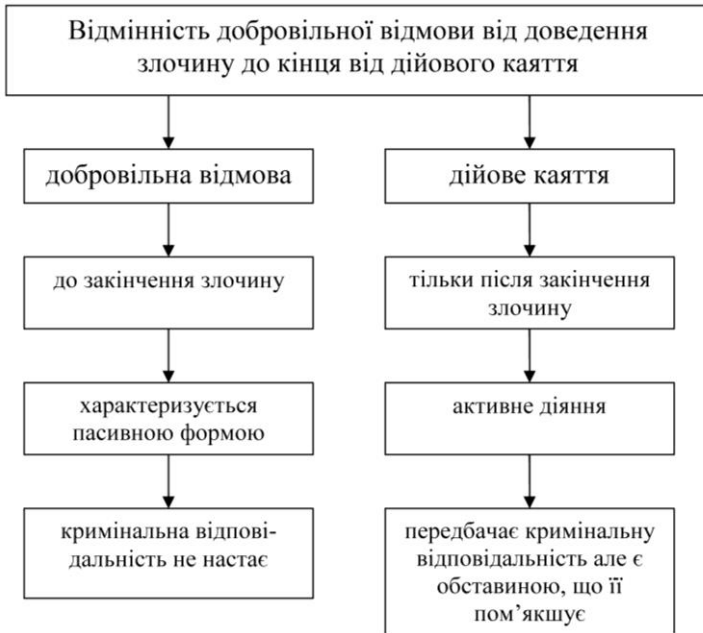 Відмінність добровільної відмови від доведення
злочину до кінця від дійового каяття
добровільна відмова
дійове каяття
до закінчення злочину
тільки після закінчення
злочину
характеризується
пасивною формою
активне діяння
кримінальна відпові-
дальність не настає
передбачає кримінальну
відповідальність але є
обставиною, що її
пом’якшує